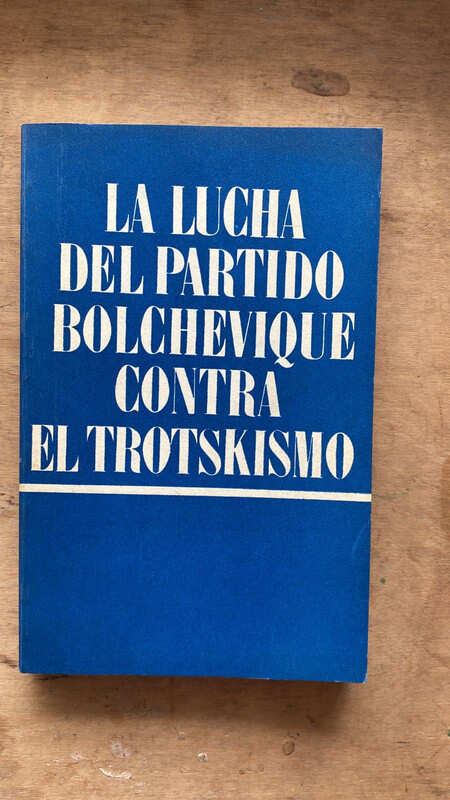 LA LUCHA
DEL PARTIDO
BOLCHEVIQUE
CONTRA
EL TROTSKISMO